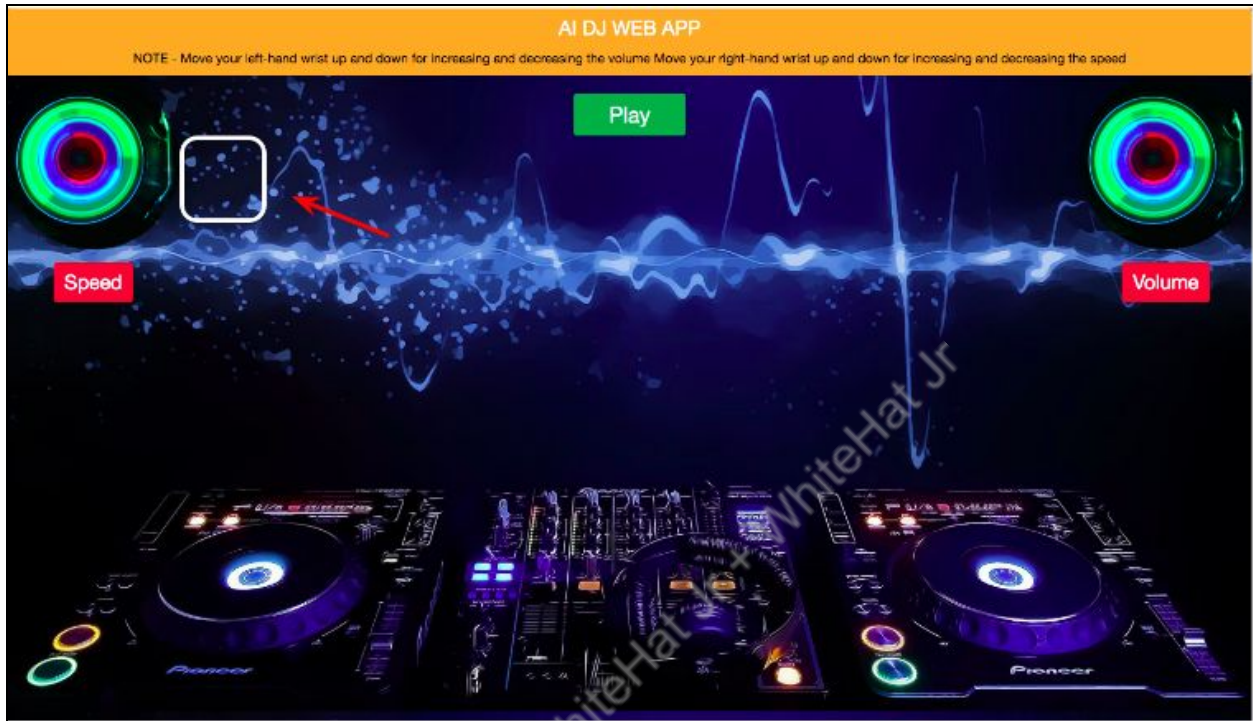 AI DJ WEB APP
NOTE - Move your left-hand wrist up and down for increasing and decreasing the volume Move your right-hand wrist up and down for increasing and decreasing the speed
Play
Speed
Volume
WhiteHat Jr + WhiteHat Jr
Pioneer
Pioneer